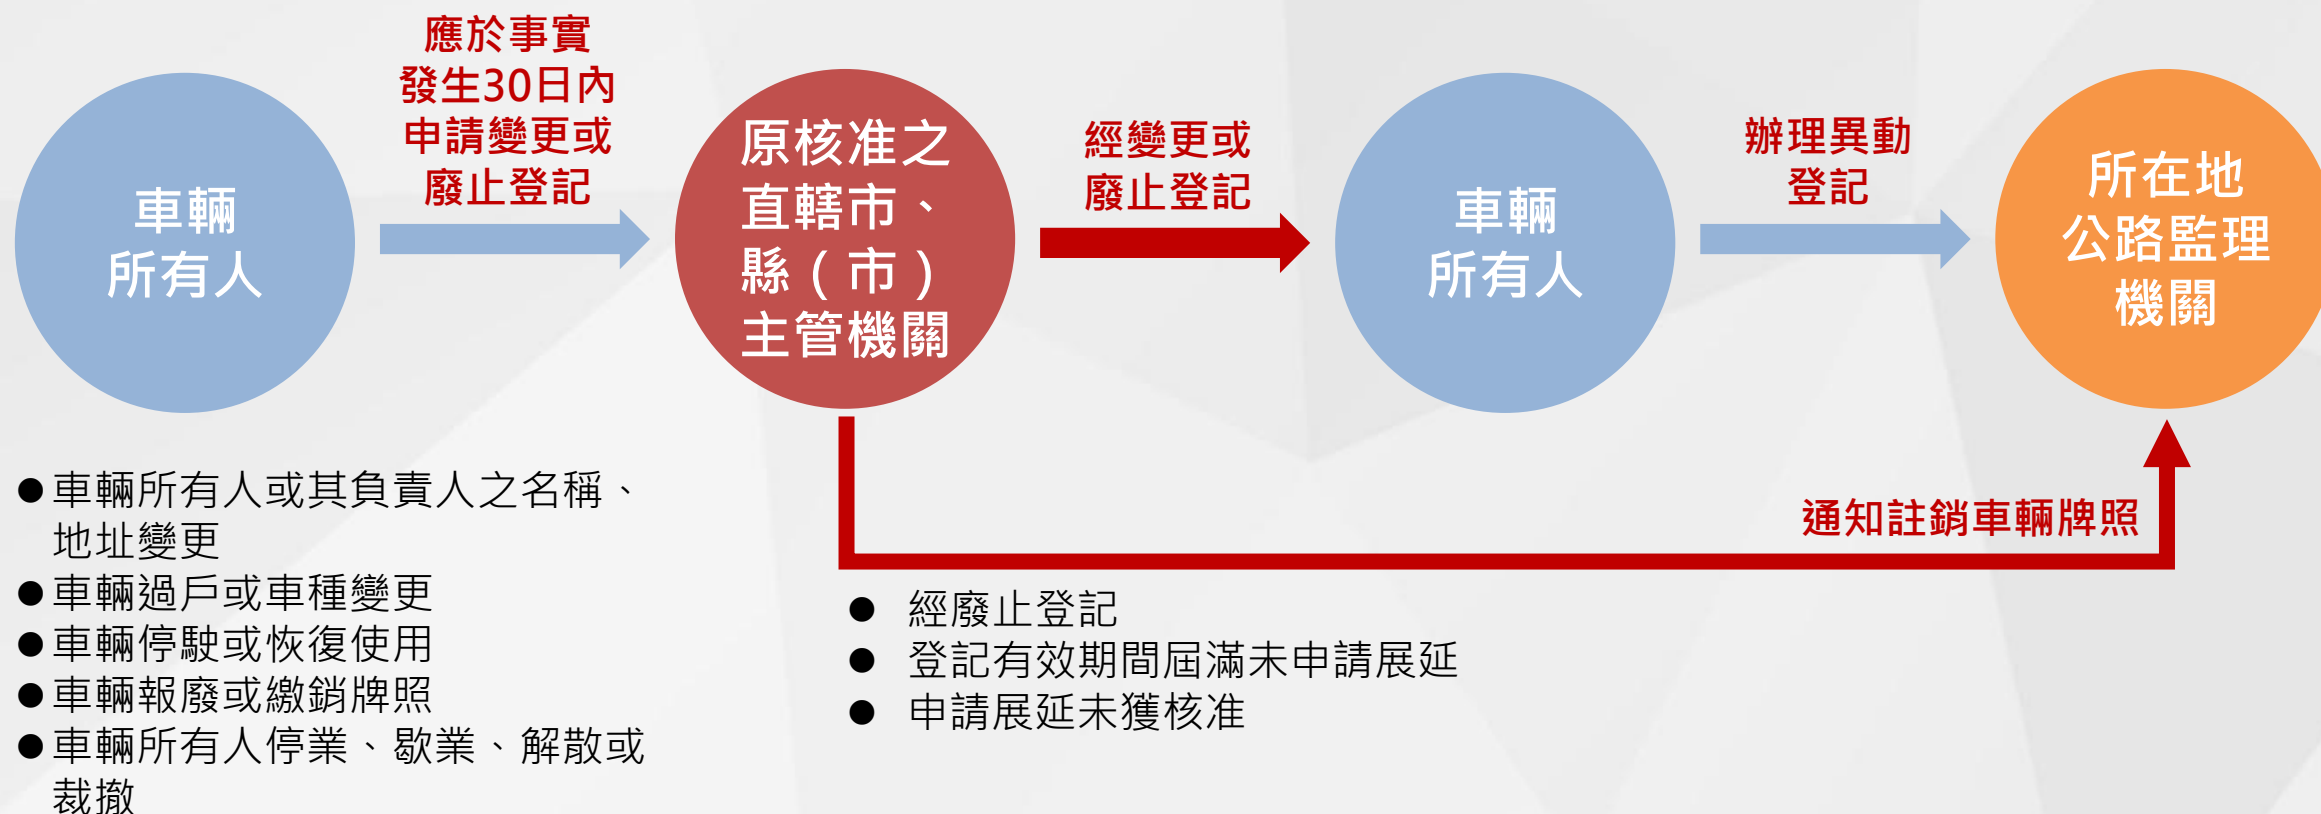 車輛
所有人
應於事實
發生30日內
申請變更或
廢止登記
原核准之
直轄市、
縣（市）
主管機關
經變更或
廢止登記
車輛
所有人
辦理異動
登記
所在地
公路監理
機關
●車輛所有人或其負責人之名稱、
地址變更
●車輛過戶或車種變更
●車輛停駛或恢復使用
●車輛報廢或繳銷牌照
●車輛所有人停業、歇業、解散或
裁撤
通知註銷車輛牌照
● 經廢止登記
● 登記有效期間屆滿未申請展延
● 申請展延未獲核准